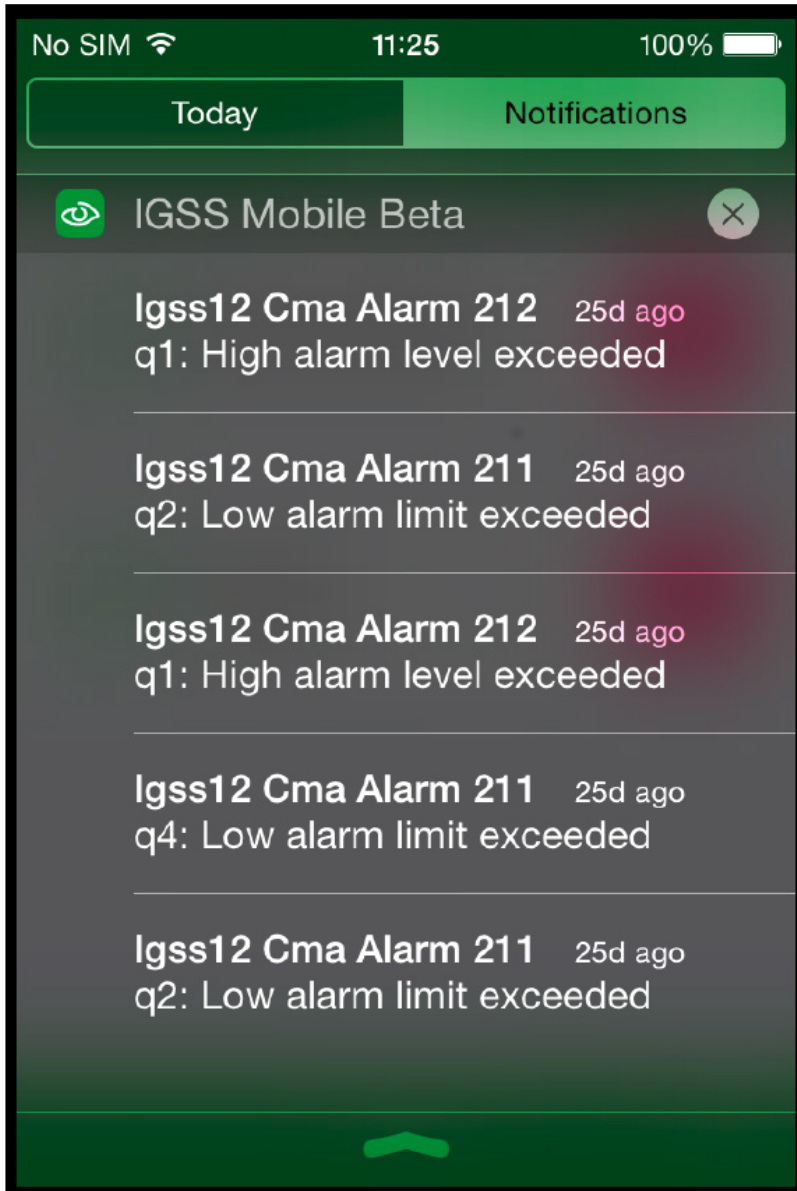 No SIM 11:25 100%
Today Notifications
IGSS Mobile Beta
Igss12 Cma Alarm 212 25d ago
q1: High alarm level exceeded
Igss12 Cma Alarm 211 25d ago
q2: Low alarm limit exceeded
Igss12 Cma Alarm 212 25d ago
q1: High alarm level exceeded
Igss12 Cma Alarm 211 25d ago
q4: Low alarm limit exceeded
Igss12 Cma Alarm 211 25d ago
q2: Low alarm limit exceeded